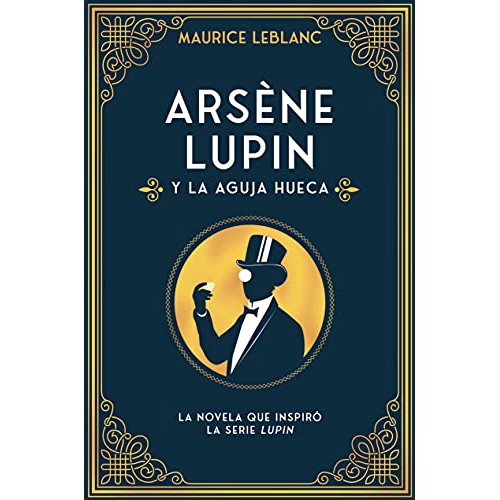 MAURICE LEBLANC
ARSÈNE
LUPIN
Y LA AGUJA HUECA
LA NOVELA QUE INSPIRÓ
LA SERIE LUPIN